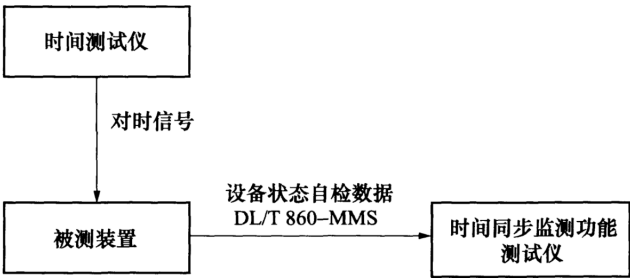 时间测试仪
对时信号
设备状态自检数据
DL/T 860-MMS
被测装置
时间同步监测功能
测试仪